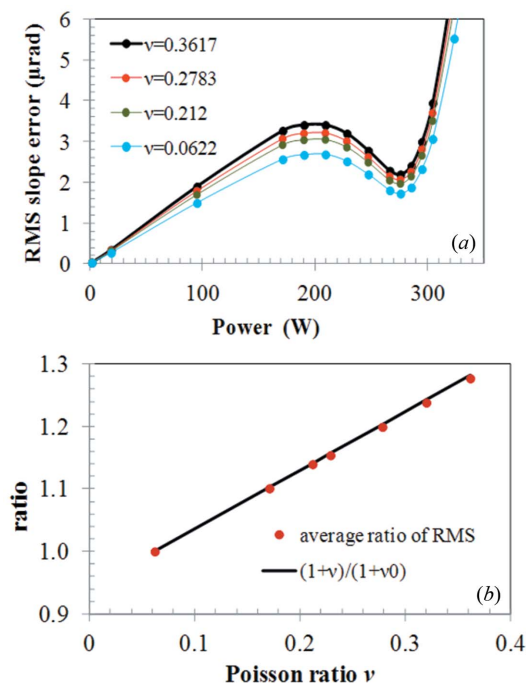 (a)
6
5
4
3
2
1
0
RMS slope error (μrad)
ν=0.3617
ν=0.2783
ν=0.212
ν=0.0622
0 100 200 300
Power (W)
1.3
1.2
1.1
1.0
0.9
ratio
average ratio of RMS
(1+ν)/(1+ν0)
(b)
0 0.1 0.2 0.3 0.4
Poisson ratio ν